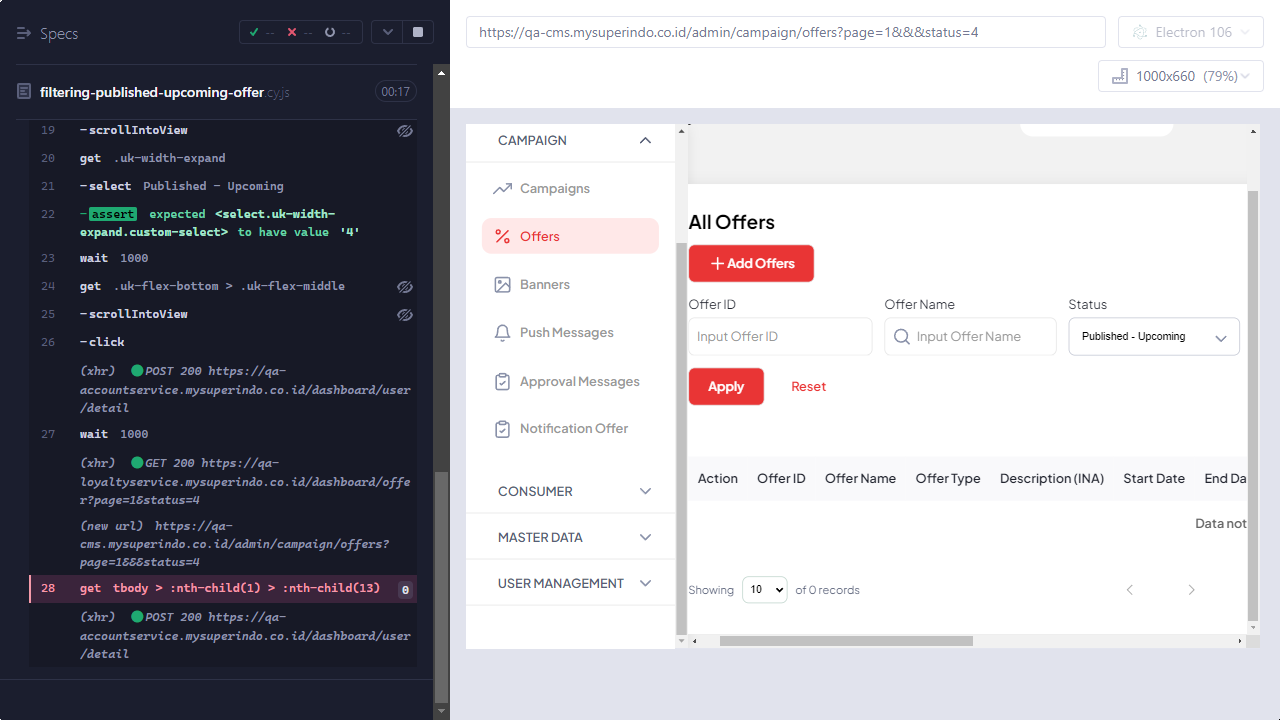 Specs
-- -- --
filtering-published-upcoming-offer.cy.js 00:17
19 -scrollIntoView
20 get .uk-width-expand
21 -select Published - Upcoming
22 -assert expected <select.uk-width-
expand.custom-select> to have value '4'
23 wait 1000
24 get .uk-flex-bottom > .uk-flex-middle
25 -scrollIntoView
26 -click
(xhr) POST 200 https://qa-
accountservice.mysuperindo.co.id/dashboard/user
/detail
27 wait 1000
(xhr) GET 200 https://qa-
loyaltyservice.mysuperindo.co.id/dashboard/offe
r?page=1&status=4
(new url) https://qa-
cms.mysuperindo.co.id/admin/campaign/offers?
page=1&&&status=4
28 get tbody > :nth-child(1) > :nth-child(13) 0
(xhr) POST 200 https://qa-
accountservice.mysuperindo.co.id/dashboard/user
/detail
https://qa-cms.mysuperindo.co.id/admin/campaign/offers?page=1&&&status=4
Electron 106
1000x660 (79%)
CAMPAIGN
Campaigns
Offers
Banners
Push Messages
Approval Messages
Notification Offer
CONSUMER
MASTER DATA
USER MANAGEMENT
All Offers
+ Add Offers
Offer ID Offer Name Status
Input Offer ID Input Offer Name Published - Upcoming
Apply Reset
Action Offer ID Offer Name Offer Type Description (INA) Start Date End Da
Data not
Showing 10 of 0 records